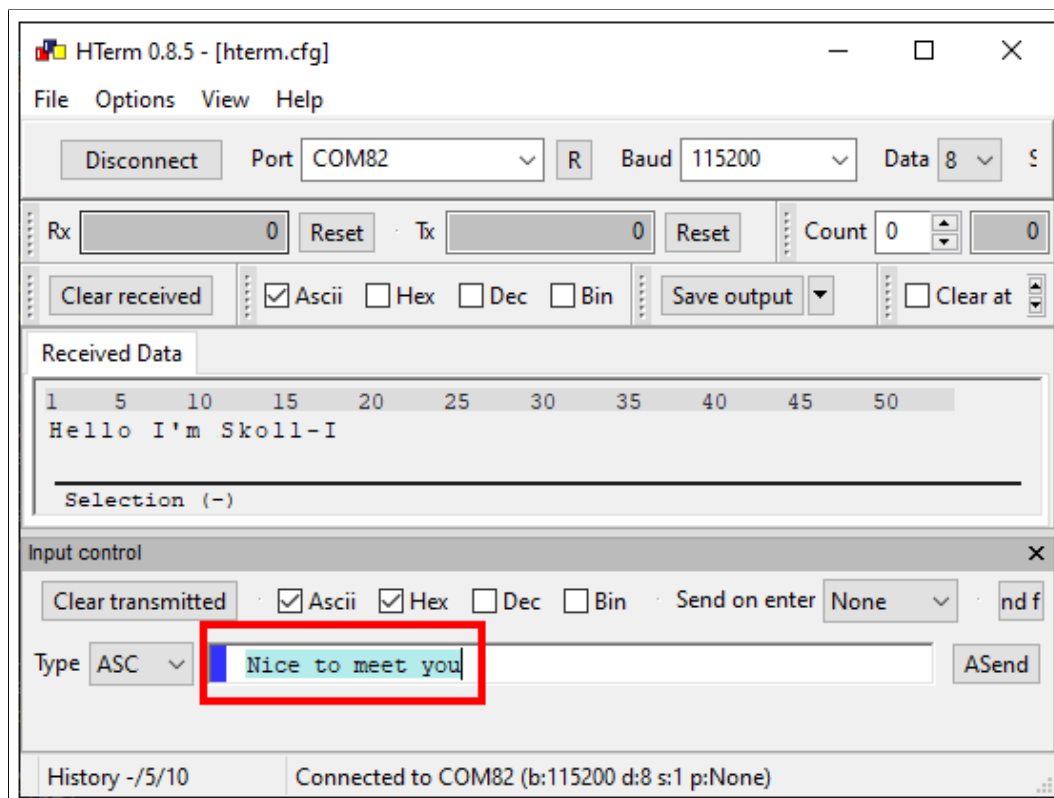 HTerm 0.8.5 - [hterm.cfg]
File Options View Help
Disconnect Port COM82 R Baud 115200 Data 8 S
Rx 0 Reset Tx 0 Reset Count 0 0
Clear received Ascii Hex Dec Bin Save output Clear at
Received Data
1 5 10 15 20 25 30 35 40 45 50
Hello I'm Skoll-I
Selection (-)
Input control
Clear transmitted Ascii Hex Dec Bin Send on enter None nd f
Type ASC Nice to meet you ASend
History -/5/10 Connected to COM82 (b:115200 d:8 s:1 p:None)